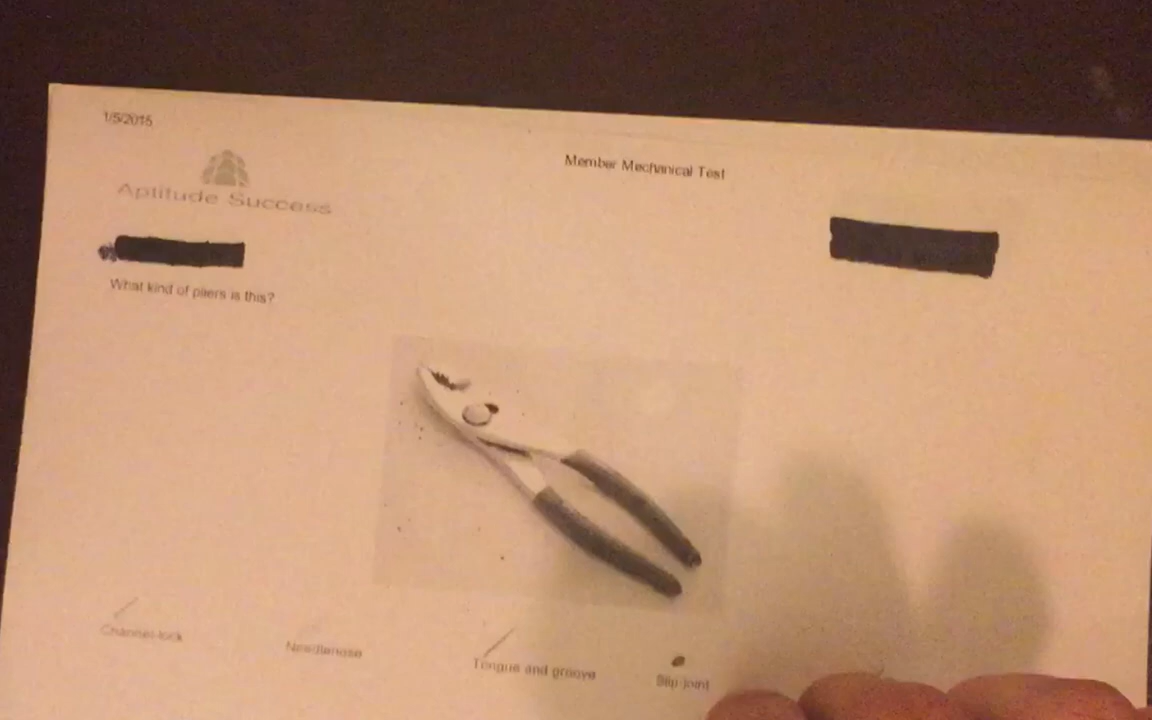 1/5/2015
Member Mechanical Test
Aptitude Success
What kind of pliers is this?
Channel-lock
Needlenose
Tongue and groove
Slip-joint